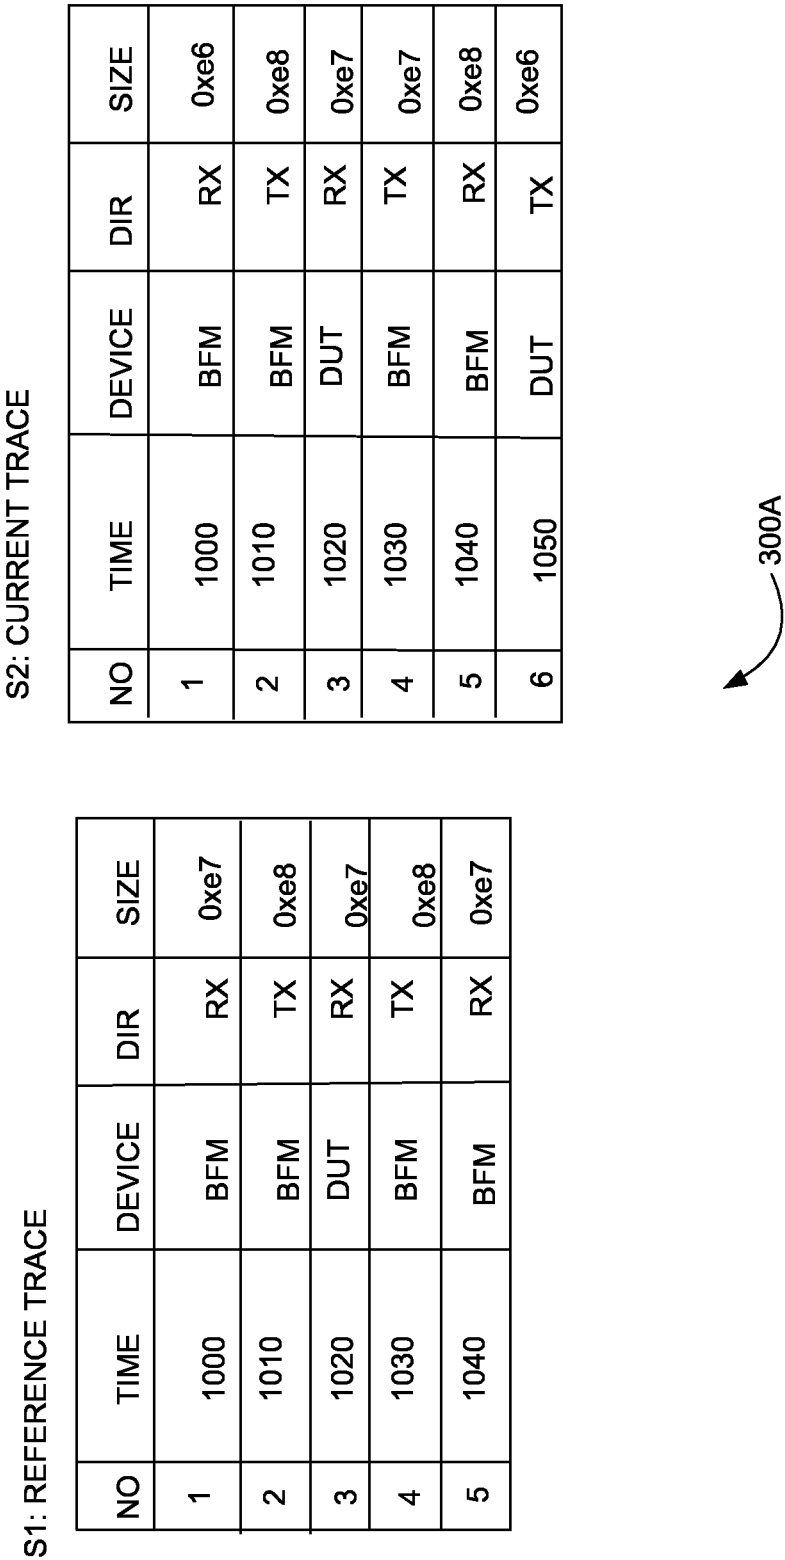 S1: REFERENCE TRACE
NO TIME DEVICE DIR SIZE
1 1000 BFM RX 0xe7
2 1010 BFM TX 0xe8
3 1020 DUT RX 0xe7
4 1030 BFM TX 0xe8
5 1040 BFM RX 0xe7
S2: CURRENT TRACE
NO TIME DEVICE DIR SIZE
1 1000 BFM RX 0xe6
2 1010 BFM TX 0xe8
3 1020 DUT RX 0xe7
4 1030 BFM TX 0xe7
5 1040 BFM RX 0xe8
6 1050 DUT TX 0xe6
300A